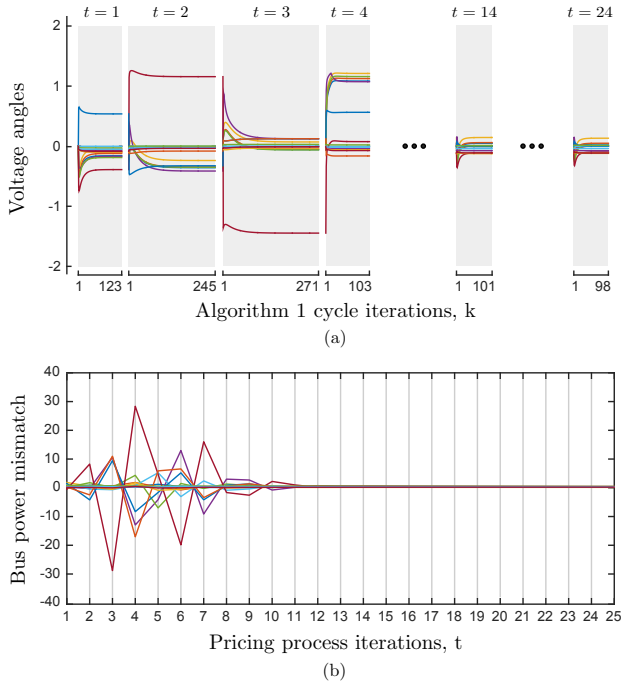 t = 1 t = 2 t = 3 t = 4 t = 14 t = 24
2
1
0
-1
-2
Voltage angles
1 123 1 245 1 271 1 103 1 101 1 98
Algorithm 1 cycle iterations, k
(a)
40
30
20
10
0
-10
-20
-30
-40
Bus power mismatch
1 2 3 4 5 6 7 8 9 10 11 12 13 14 15 16 17 18 19 20 21 22 23 24 25
Pricing process iterations, t
(b)